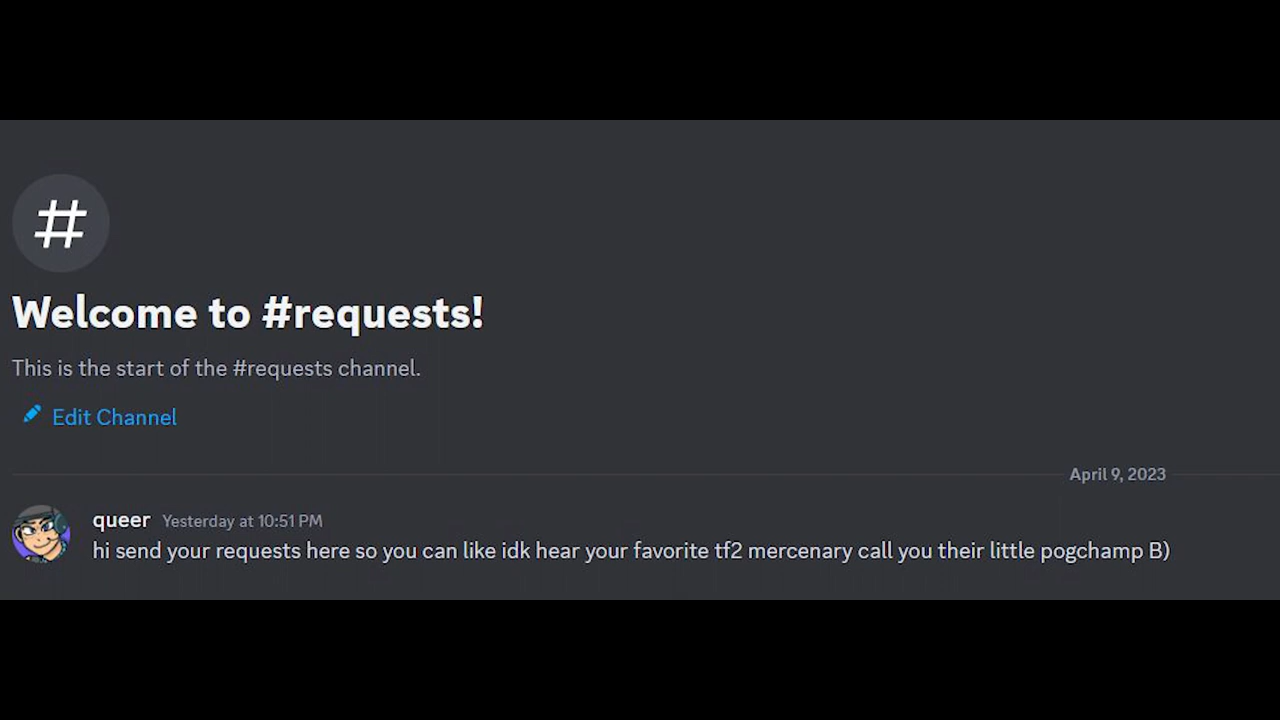 #
Welcome to #requests!
This is the start of the #requests channel.
Edit Channel
April 9, 2023
queer Yesterday at 10:51 PM
hi send your requests here so you can like idk hear your favorite tf2 mercenary call you their little pogchamp B)